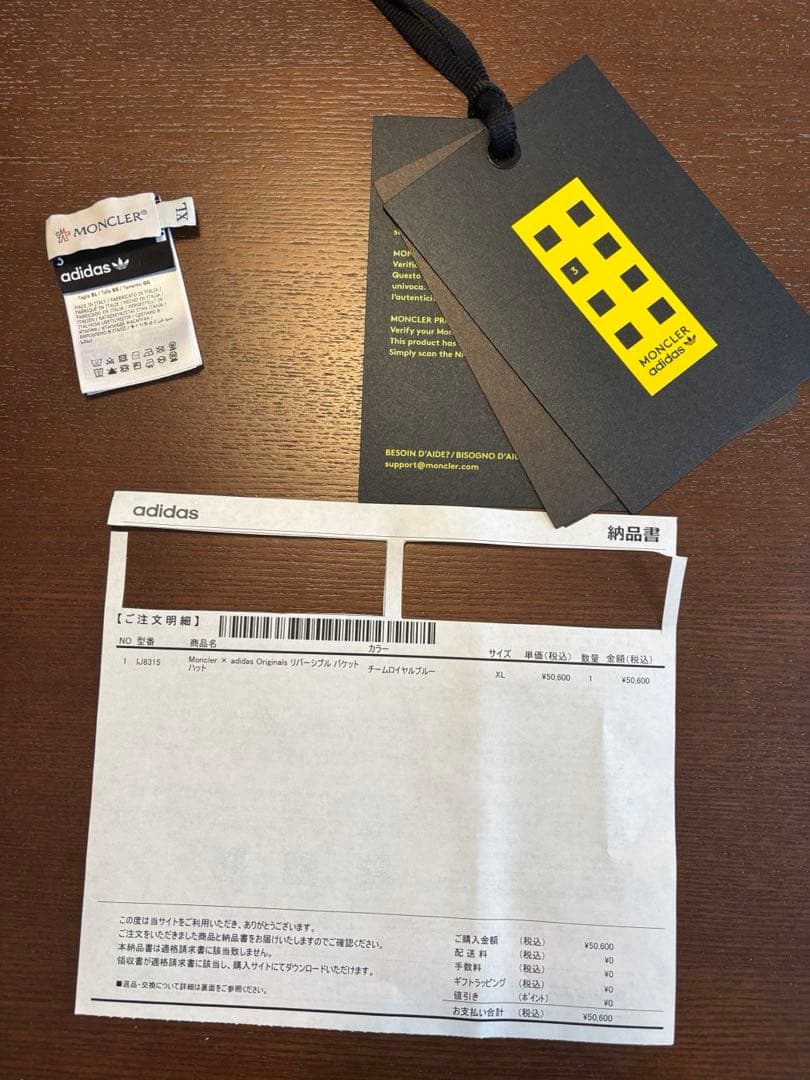 MONCLER
XL
3
adidas
Taglia XL / Talla XG / Tamanho GG
MADE IN ITALY / FABBRICATO IN ITALIA /
MON
Verific
Questo
univoca.
l'autentici
MONCLER PR
Verify your Mo
This product has
Simply scan the N
BESOIN D'AIDE? / BISOGNO D'AIU
support@moncler.com
3
MONCLER
adidas
adidas
納品書
【ご注文明細】
NO 型番 商品名 カラー サイズ 単価(税込) 数量 金額(税込)
1 IJ8315 Moncler × adidas Originals リバーシブル バケット チームロイヤルブルー XL ¥50,600 1 ¥50,600
ハット
この度は当サイトをご利用いただき、ありがとうございます。
ご注文をいただきました商品と納品書をお届けいたしますのでご確認ください。
本納品書は適格請求書に該当致しません。
領収書が適格請求書に該当し、購入サイトにてダウンロードいただけます。
■返品・交換について詳細は裏面をご参照ください。
ご購入金額 (税込) ¥50,600
配送料 (税込) ¥0
手数料 (税込) ¥0
ギフトラッピング (税込) ¥0
値引き (ポイント) ¥0
お支払い合計 (税込) ¥50,600